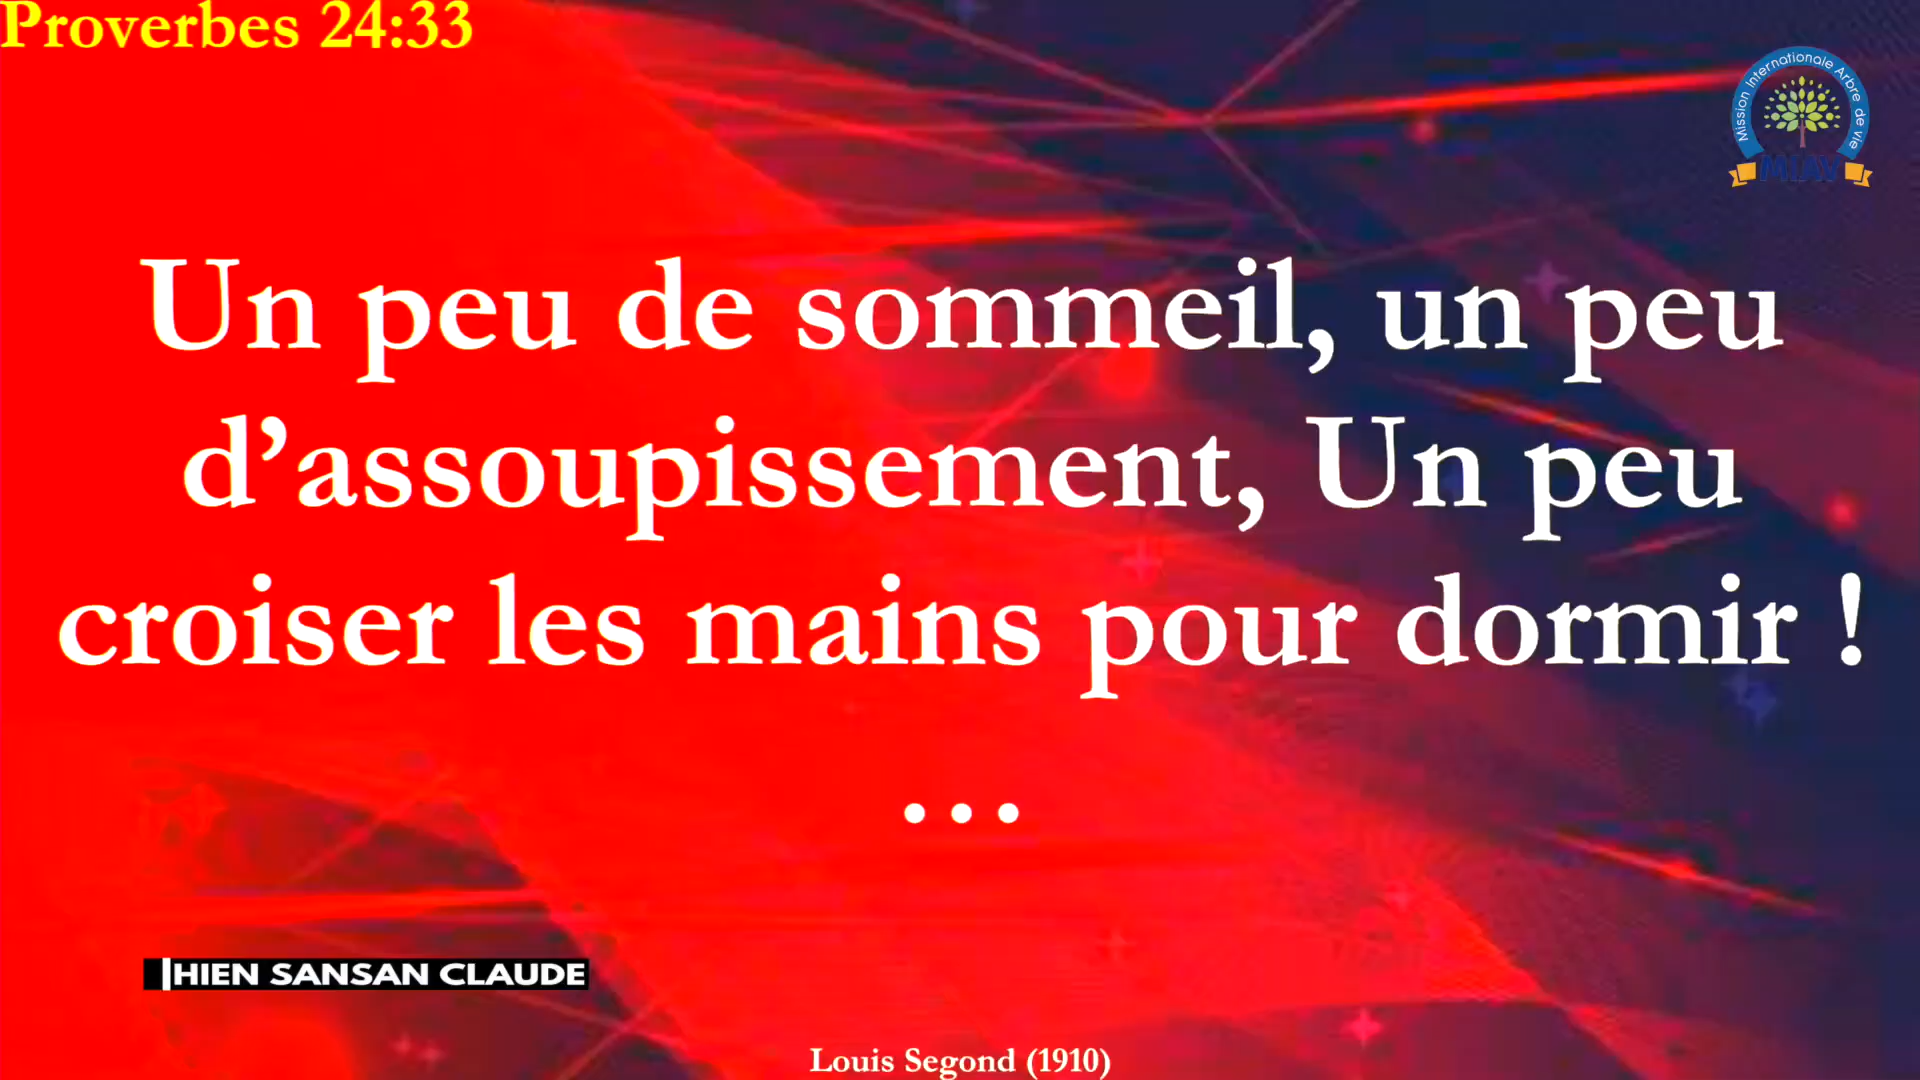 Proverbes 24:33
Mission Internationale Arbre de vie
MIAV
Un peu de sommeil, un peu
d’assoupissement, Un peu
croiser les mains pour dormir !
...
HIEN SANSAN CLAUDE
Louis Segond (1910)